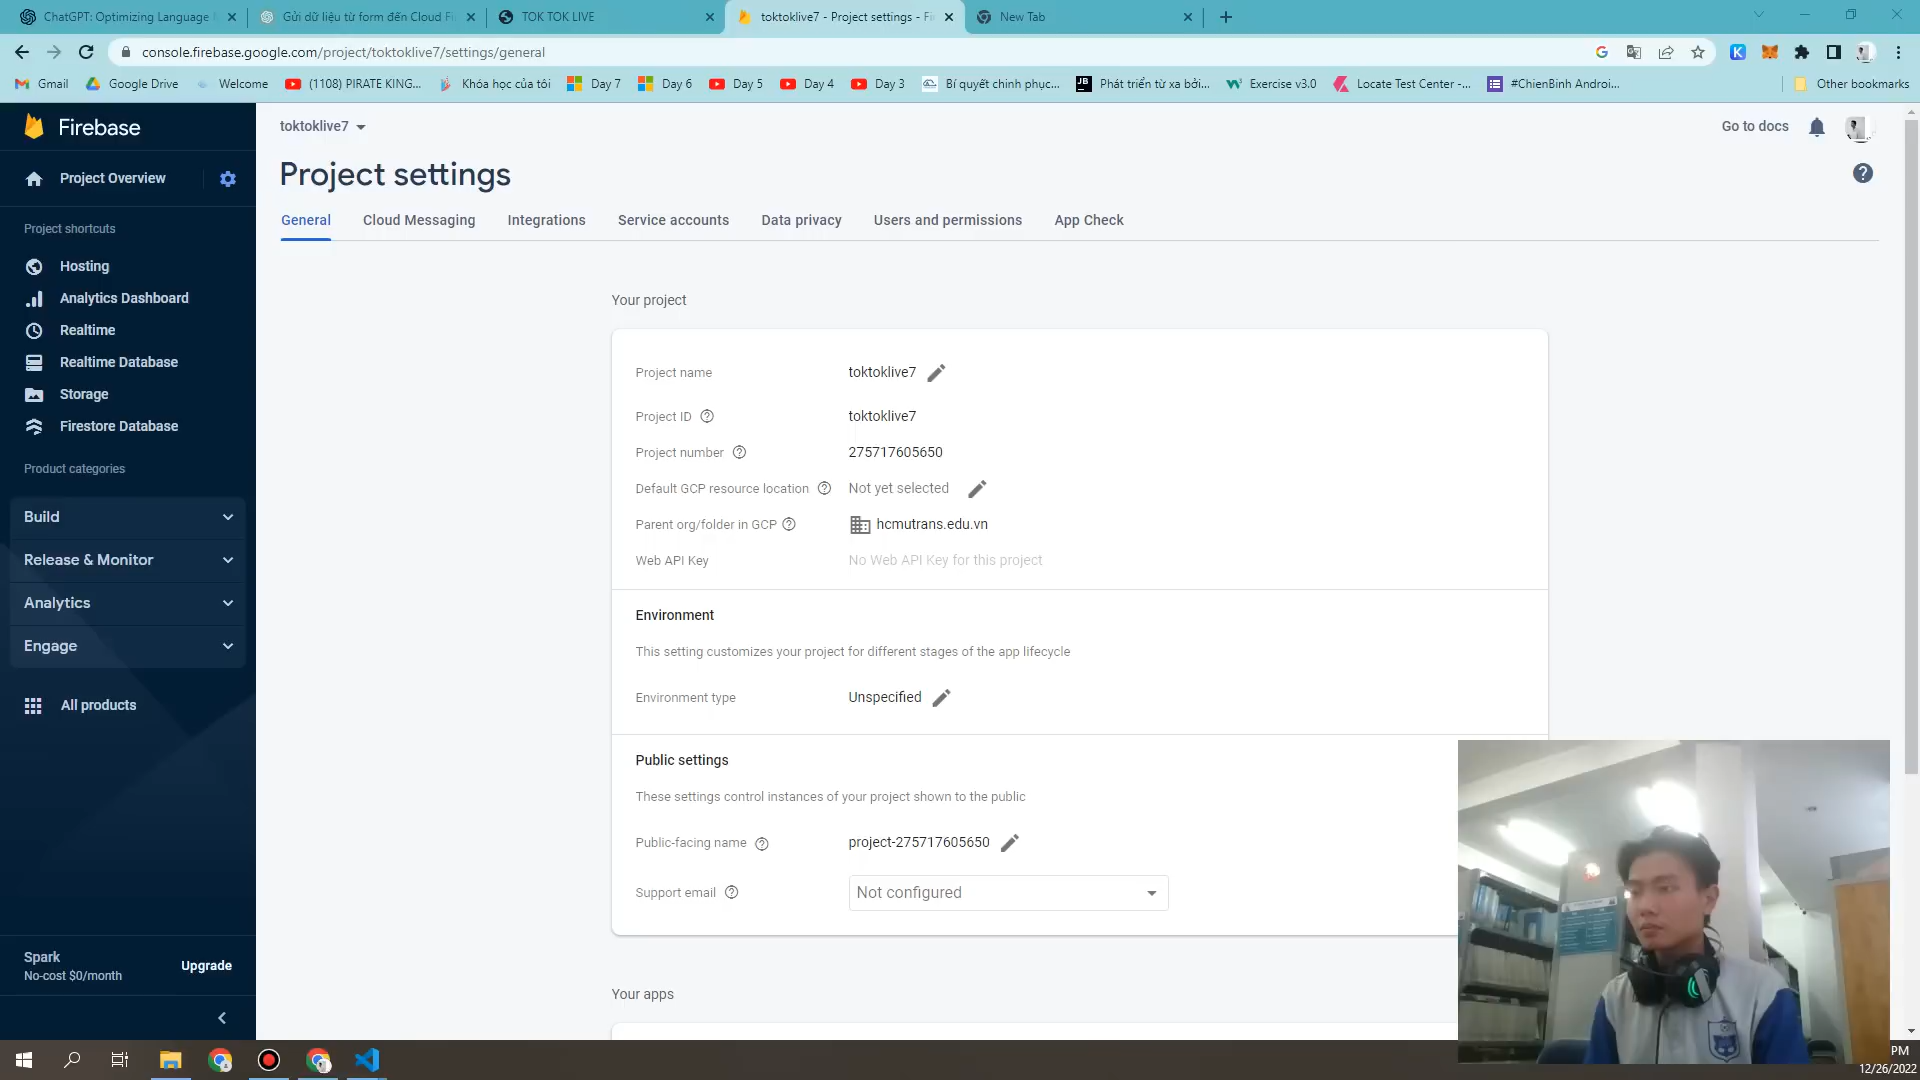 ChatGPT: Optimizing Language
Gửi dữ liệu từ form đến Cloud Fi
TOK TOK LIVE
toktoklive7 - Project settings - Fi
New Tab
console.firebase.google.com/project/toktoklive7/settings/general
Gmail
Google Drive
Welcome
(1108) PIRATE KING...
Khóa học của tôi
Day 7
Day 6
Day 5
Day 4
Day 3
Bí quyết chinh phục...
Phát triển từ xa bởi...
Exercise v3.0
Locate Test Center -...
#ChienBinh Androi...
Other bookmarks
Firebase
toktoklive7
Go to docs
Project Overview
Project settings
General
Cloud Messaging
Integrations
Service accounts
Data privacy
Users and permissions
App Check
Project shortcuts
Hosting
Analytics Dashboard
Realtime
Realtime Database
Storage
Firestore Database
Product categories
Build
Release & Monitor
Analytics
Engage
All products
Spark
No-cost $0/month
Upgrade
Your project
Project name
toktoklive7
Project ID
toktoklive7
Project number
275717605650
Default GCP resource location
Not yet selected
Parent org/folder in GCP
hcmutrans.edu.vn
Web API Key
No Web API Key for this project
Environment
This setting customizes your project for different stages of the app lifecycle
Environment type
Unspecified
Public settings
These settings control instances of your project shown to the public
Public-facing name
project-275717605650
Support email
Not configured
Your apps
PM
12/26/2022